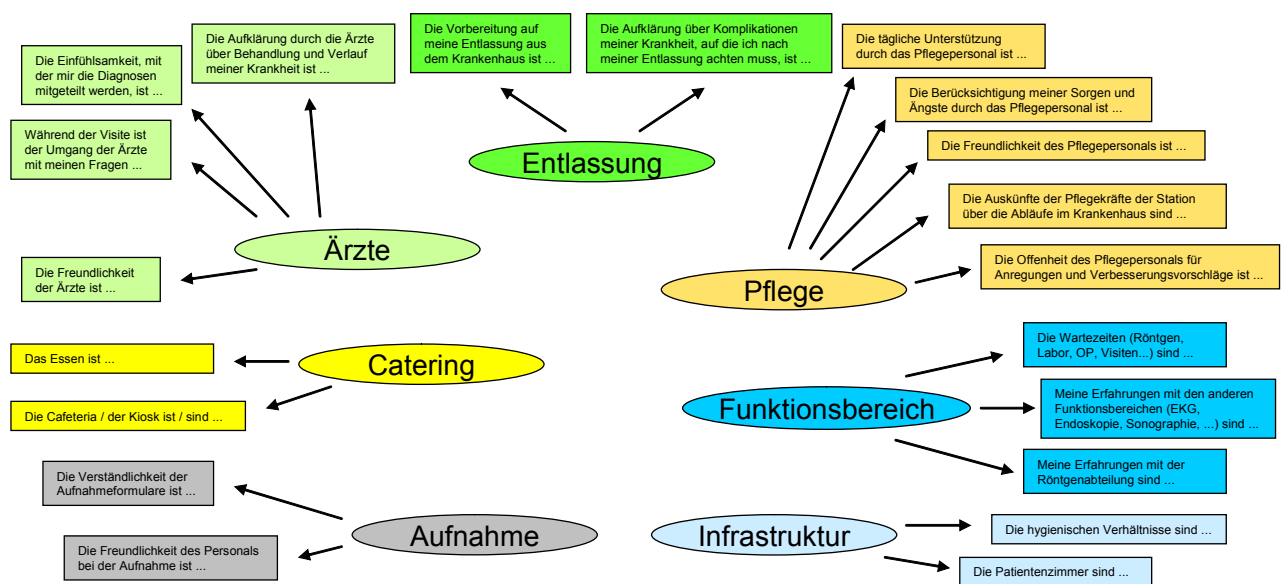 Die Einfühlsamkeit, mit
der mir die Diagnosen
mitgeteilt werden, ist ...
Die Aufklärung durch die Ärzte
über Behandlung und Verlauf
meiner Krankheit ist ...
Während der Visite ist
der Umgang der Ärzte
mit meinen Fragen ...
Ärzte
Die Freundlichkeit
der Ärzte ist ...
Die Vorbereitung auf
meine Entlassung aus
dem Krankenhaus ist ...
Die Aufklärung über Komplikationen
meiner Krankheit, auf die ich nach
meiner Entlassung achten muss, ist ...
Entlassung
Die tägliche Unterstützung
durch das Pflegepersonal ist ...
Die Berücksichtigung meiner Sorgen und
Ängste durch das Pflegepersonal ist ...
Die Freundlichkeit des Pflegepersonals ist ...
Die Auskünfte der Pflegekräfte der Station
über die Abläufe im Krankenhaus sind ...
Die Offenheit des Pflegepersonals für
Anregungen und Verbesserungsvorschläge ist ...
Pflege
Das Essen ist ...
Catering
Die Cafeteria / der Kiosk ist / sind ...
Die Wartezeiten (Röntgen,
Labor, OP, Visiten...) sind ...
Funktionsbereich
Meine Erfahrungen mit den anderen
Funktionsbereichen (EKG,
Endoskopie, Sonographie, ...) sind ...
Meine Erfahrungen mit der
Röntgenabteilung sind ...
Die Verständlichkeit der
Aufnahmeformulare ist ...
Aufnahme
Die Freundlichkeit des Personals
bei der Aufnahme ist ...
Infrastruktur
Die hygienischen Verhältnisse sind ...
Die Patientenzimmer sind ...